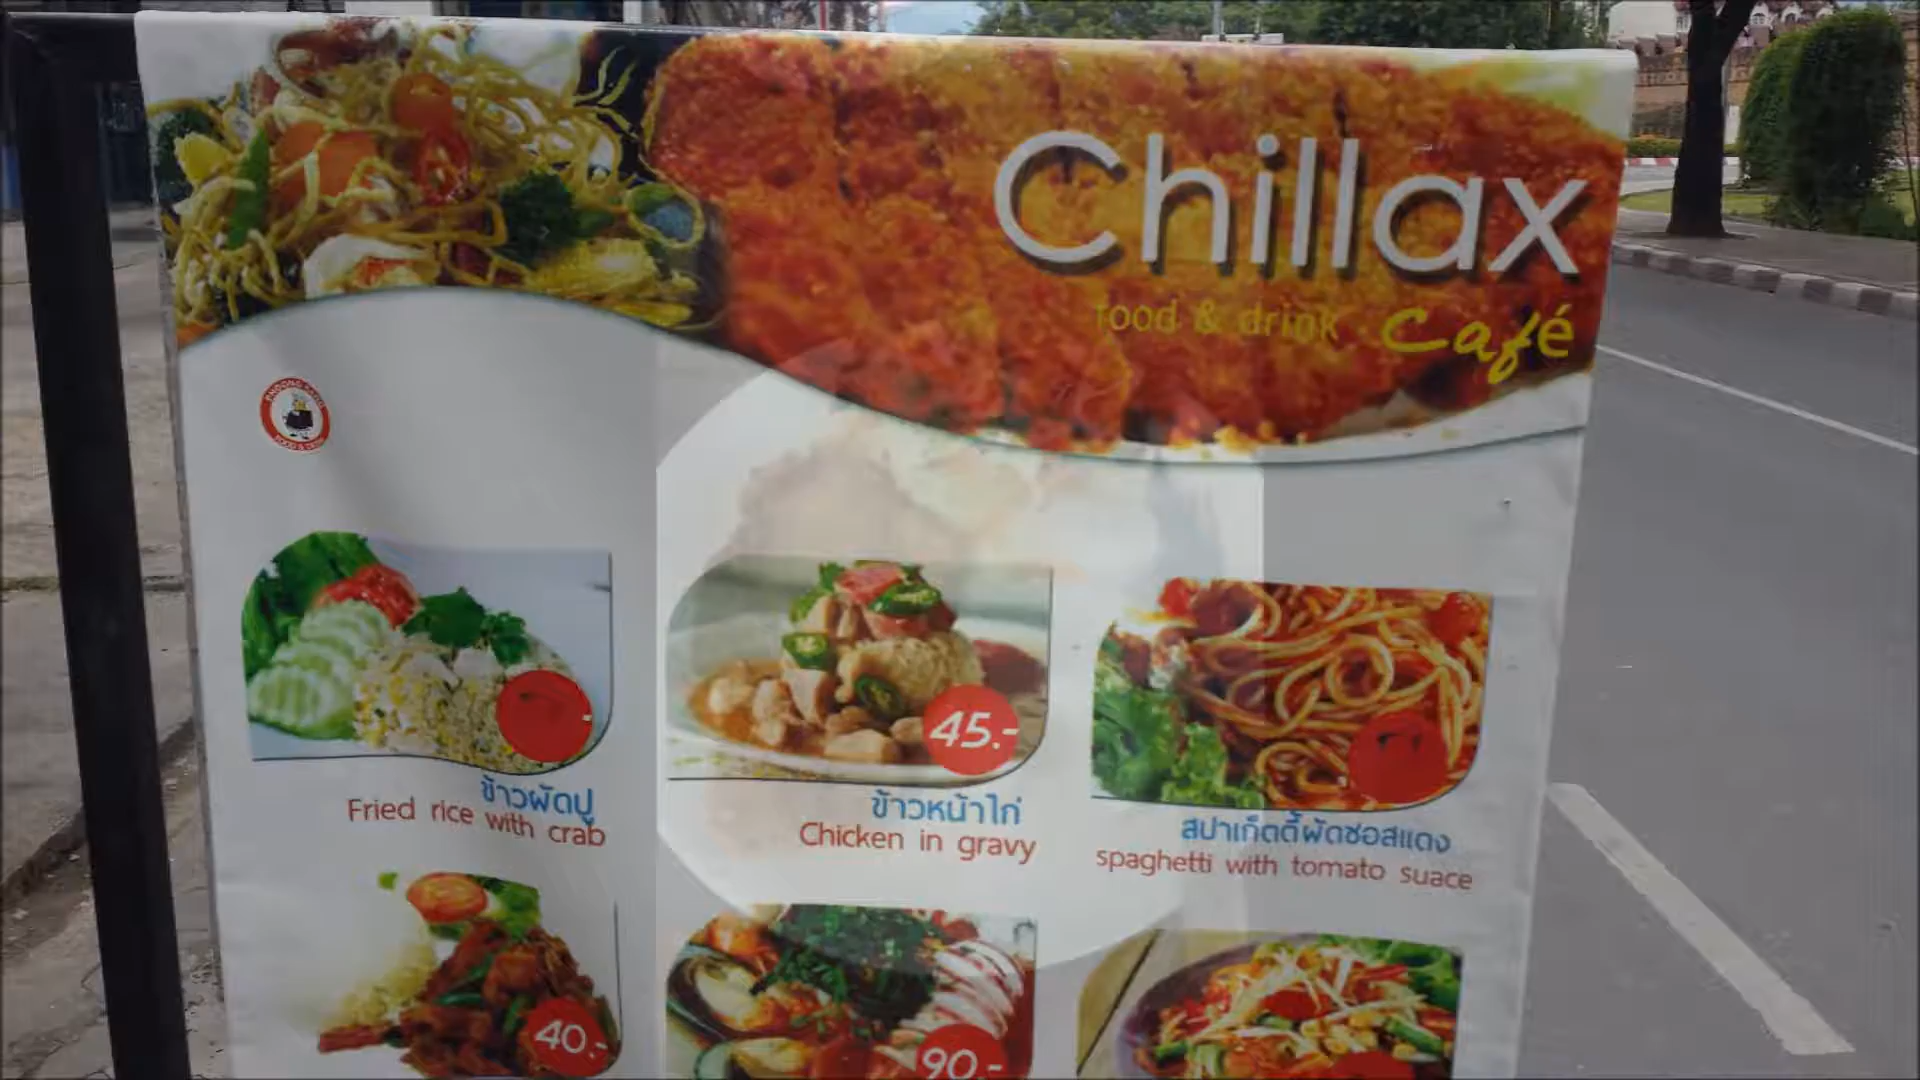 Chillax
food & drink Café
45.-
ข้าวผัดปู
Fried rice with crab
ข้าวหน้าไก่
Chicken in gravy
สปาเก็ตตี้ผัดซอสแดง
spaghetti with tomato suace
40.-
90.-